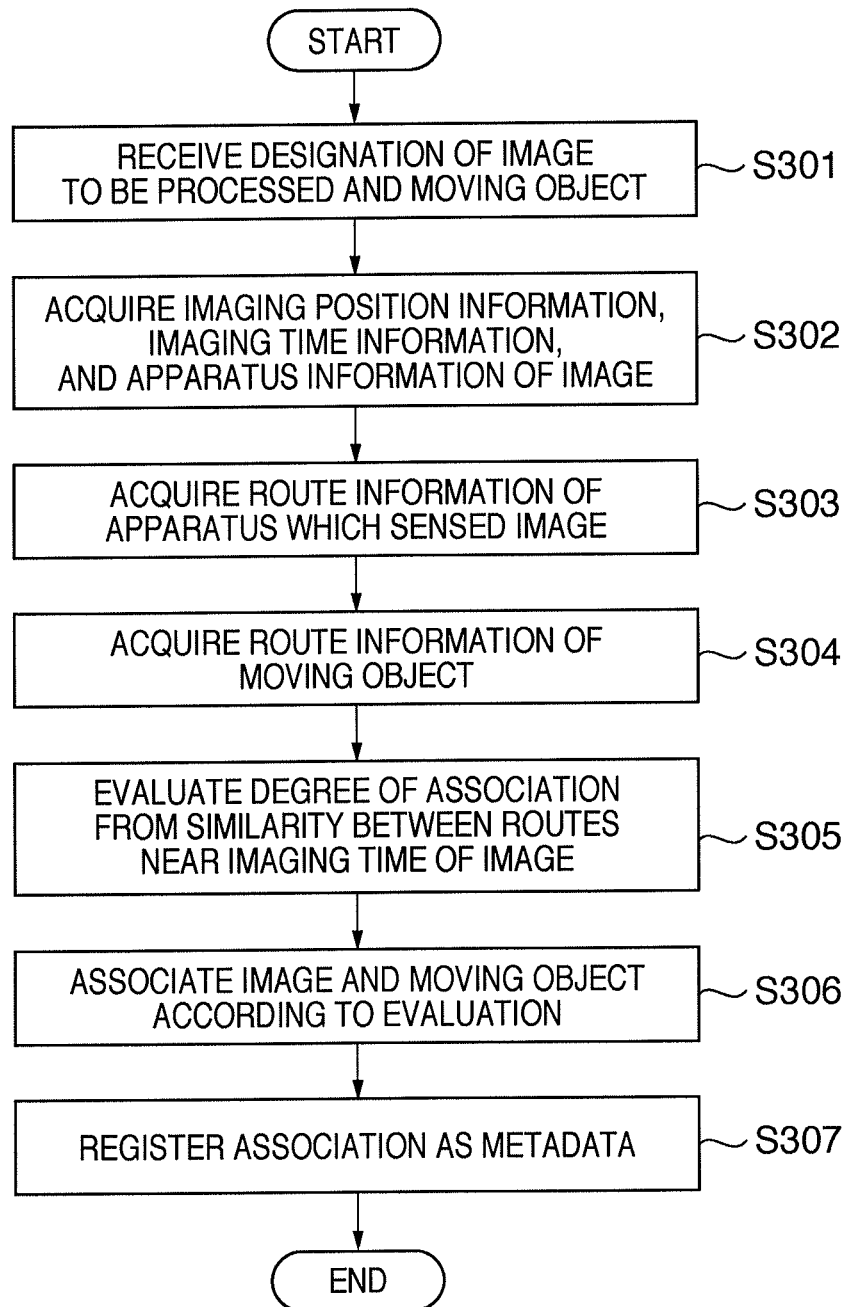 START
RECEIVE DESIGNATION OF IMAGE
TO BE PROCESSED AND MOVING OBJECT
S301
ACQUIRE IMAGING POSITION INFORMATION,
IMAGING TIME INFORMATION,
AND APPARATUS INFORMATION OF IMAGE
S302
ACQUIRE ROUTE INFORMATION OF
APPARATUS WHICH SENSED IMAGE
S303
ACQUIRE ROUTE INFORMATION OF
MOVING OBJECT
S304
EVALUATE DEGREE OF ASSOCIATION
FROM SIMILARITY BETWEEN ROUTES
NEAR IMAGING TIME OF IMAGE
S305
ASSOCIATE IMAGE AND MOVING OBJECT
ACCORDING TO EVALUATION
S306
REGISTER ASSOCIATION AS METADATA
S307
END